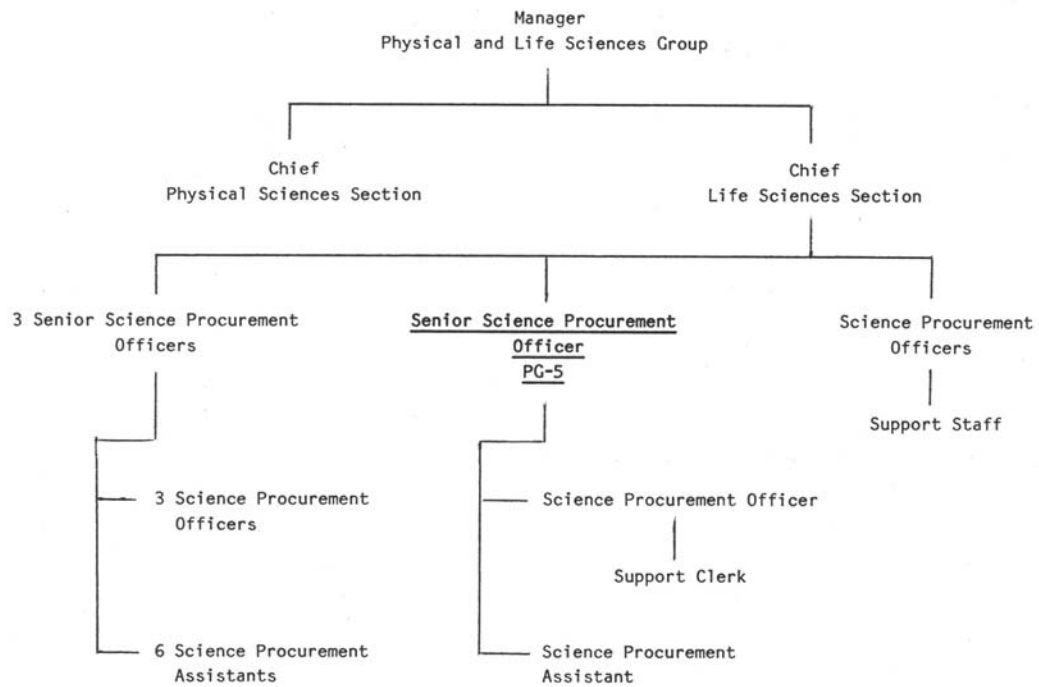 Manager
Physical and Life Sciences Group
Chief
Physical Sciences Section
Chief
Life Sciences Section
3 Senior Science Procurement
Officers
Senior Science Procurement
Officer
PG-5
Science Procurement
Officers
Support Staff
3 Science Procurement
Officers
Science Procurement Officer
Support Clerk
6 Science Procurement
Assistants
Science Procurement
Assistant